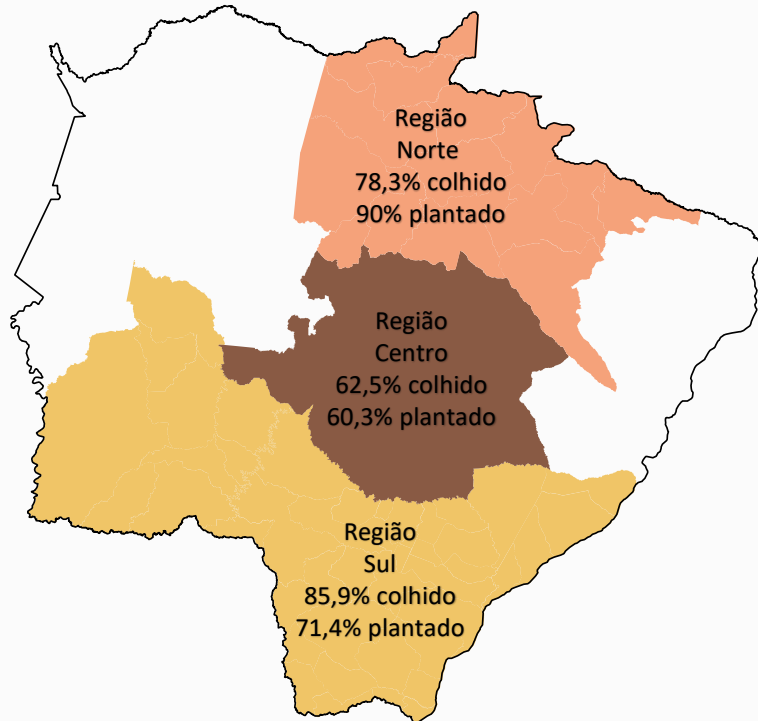 Região
Norte
78,3% colhido
90% plantado
Região
Centro
62,5% colhido
60,3% plantado
Região
Sul
85,9% colhido
71,4% plantado